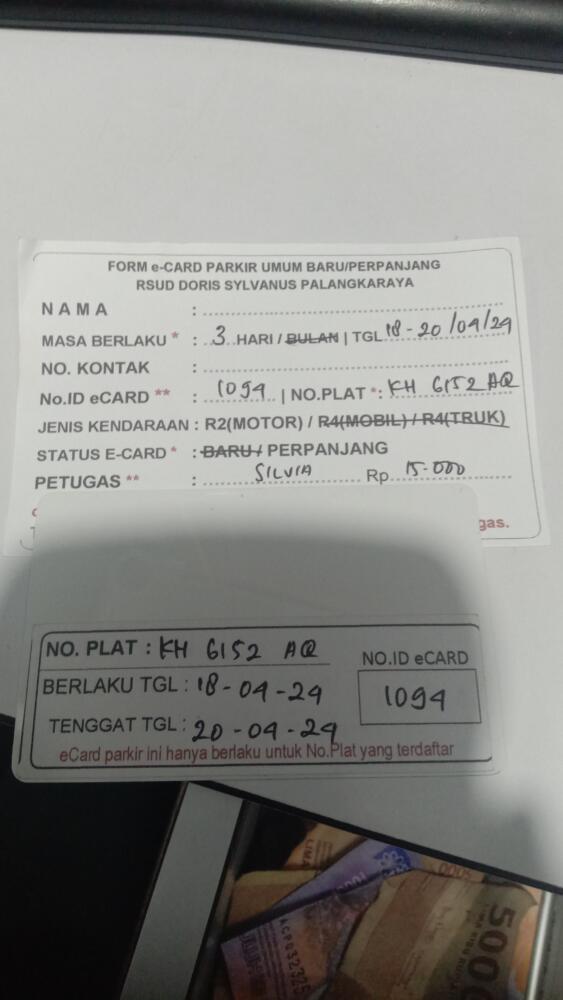 FORM e-CARD PARKIR UMUM BARU/PERPANJANG
RSUD DORIS SYLVANUS PALANGKARAYA
NAMA :
MASA BERLAKU * : 3 HARI / BULAN | TGL 18 - 20 /04/24
NO. KONTAK :
No.ID eCARD ** : 1094 | NO.PLAT *: KH 6152 AQ
JENIS KENDARAAN : R2(MOTOR) / R4(MOBIL) / R4(TRUK)
STATUS E-CARD * : BARU / PERPANJANG
PETUGAS ** : SILVIA Rp 15.000
gas.
NO. PLAT : KH 6152 AQ
NO.ID eCARD
BERLAKU TGL : 18 - 04 - 24
1094
TENGGAT TGL : 20 - 04 - 24
eCard parkir ini hanya berlaku untuk No.Plat yang terdaftar
LIMA
ACP032325
5000